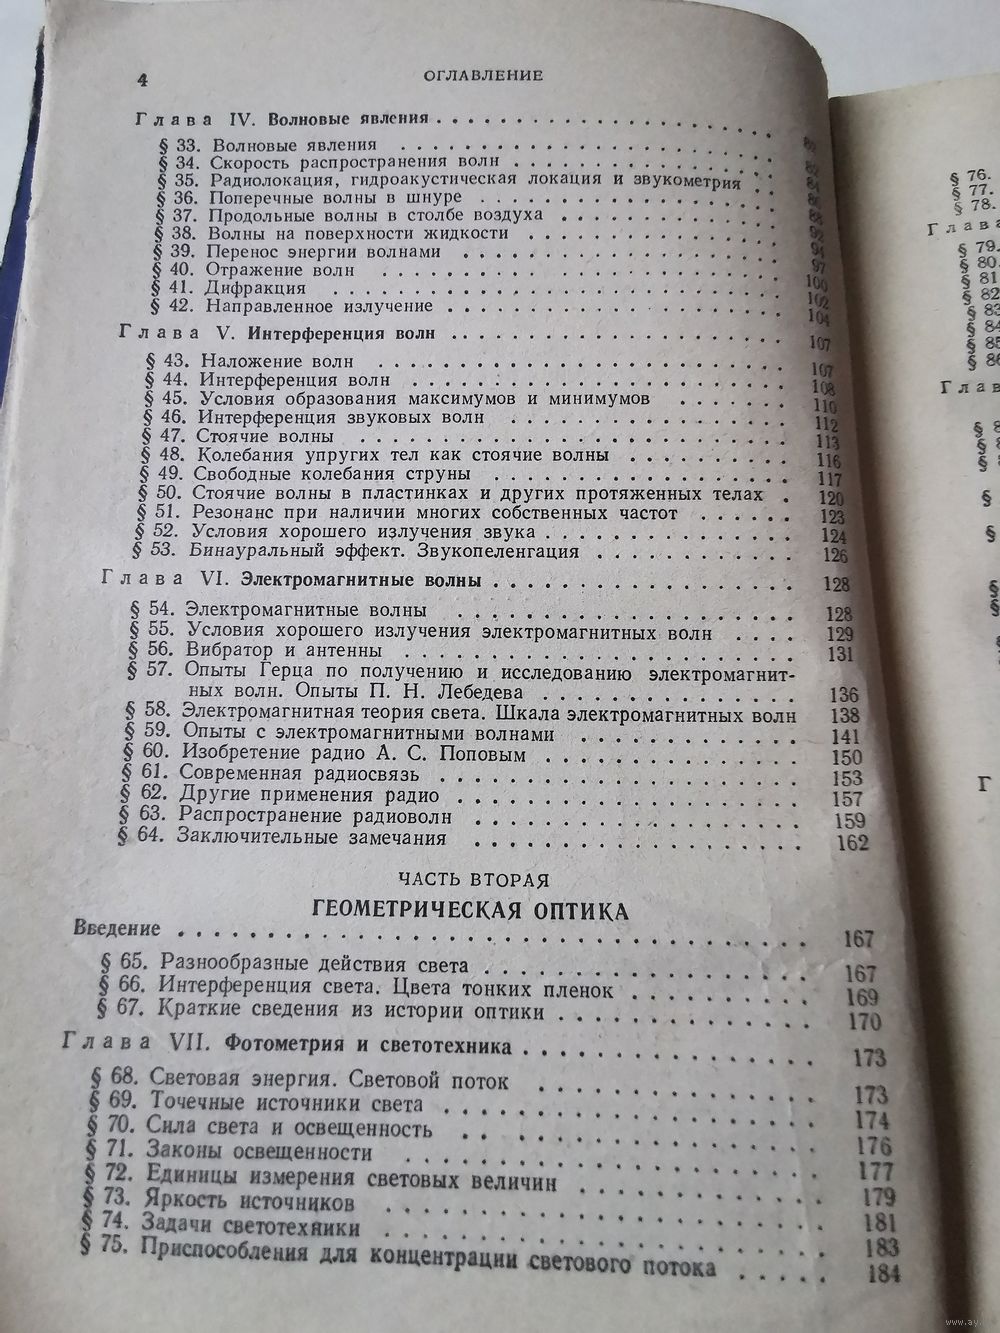 4 ОГЛАВЛЕНИЕ
Глава IV. Волновые явления
§ 33. Волновые явления
§ 34. Скорость распространения волн
§ 35. Радиолокация, гидроакустическая локация и звукометрия
§ 36. Поперечные волны в шнуре
§ 37. Продольные волны в столбе воздуха
§ 38. Волны на поверхности жидкости
§ 39. Перенос энергии волнами
§ 40. Отражение волн
§ 41. Дифракция
§ 42. Направленное излучение . . . 104
Глава V. Интерференция волн . . . 107
§ 43. Наложение волн . . . 107
§ 44. Интерференция волн . . . 108
§ 45. Условия образования максимумов и минимумов . . . 110
§ 46. Интерференция звуковых волн . . . 112
§ 47. Стоячие волны . . . 113
§ 48. Колебания упругих тел как стоячие волны . . . 116
§ 49. Свободные колебания струны . . . 117
§ 50. Стоячие волны в пластинках и других протяженных телах . 120
§ 51. Резонанс при наличии многих собственных частот . . . 123
§ 52. Условия хорошего излучения звука . . . 124
§ 53. Бинауральный эффект. Звукопеленгация . . . 126
Глава VI. Электромагнитные волны . . . 128
§ 54. Электромагнитные волны . . . 128
§ 55. Условия хорошего излучения электромагнитных волн . . . 129
§ 56. Вибратор и антенны . . . 131
§ 57. Опыты Герца по получению и исследованию электромагнит-
ных волн. Опыты П. Н. Лебедева . . . 136
§ 58. Электромагнитная теория света. Шкала электромагнитных волн 138
§ 59. Опыты с электромагнитными волнами . . . 141
§ 60. Изобретение радио А. С. Поповым . . . 150
§ 61. Современная радиосвязь . . . 153
§ 62. Другие применения радио . . . 157
§ 63. Распространение радиоволн . . . 159
§ 64. Заключительные замечания . . . 162
ЧАСТЬ ВТОРАЯ
ГЕОМЕТРИЧЕСКАЯ ОПТИКА
Введение . . . 167
§ 65. Разнообразные действия света . . . 167
§ 66. Интерференция света. Цвета тонких пленок . . . 169
§ 67. Краткие сведения из истории оптики . . . 170
Глава VII. Фотометрия и светотехника . . . 173
§ 68. Световая энергия. Световой поток . . . 173
§ 69. Точечные источники света . . . 174
§ 70. Сила света и освещенность . . . 176
§ 71. Законы освещенности . . . 177
§ 72. Единицы измерения световых величин . . . 179
§ 73. Яркость источников . . . 181
§ 74. Задачи светотехники . . . 183
§ 75. Приспособления для концентрации светового потока . . . 184
§ 76.
§ 77.
§ 78.
Глава
§ 79.
§ 80.
§ 81
§ 82
§ 83
§ 84
§ 85
§ 86